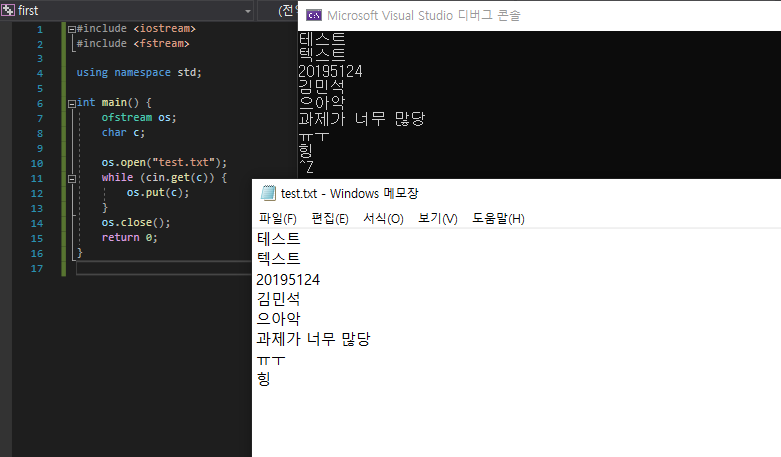 first
(전
1 #include <iostream>
2 #include <fstream>
3
4 using namespace std;
5
6 int main() {
7 ofstream os;
8 char c;
9
10 os.open("test.txt");
11 while (cin.get(c)) {
12 os.put(c);
13 }
14 os.close();
15 return 0;
16 }
17
Microsoft Visual Studio 디버그 콘솔
테스트
텍스트
20195124
김민석
으아악
과제가 너무 많당
ㅠㅜ
힝
^Z
test.txt - Windows 메모장
파일(F) 편집(E) 서식(O) 보기(V) 도움말(H)
테스트
텍스트
20195124
김민석
으아악
과제가 너무 많당
ㅠㅜ
힝